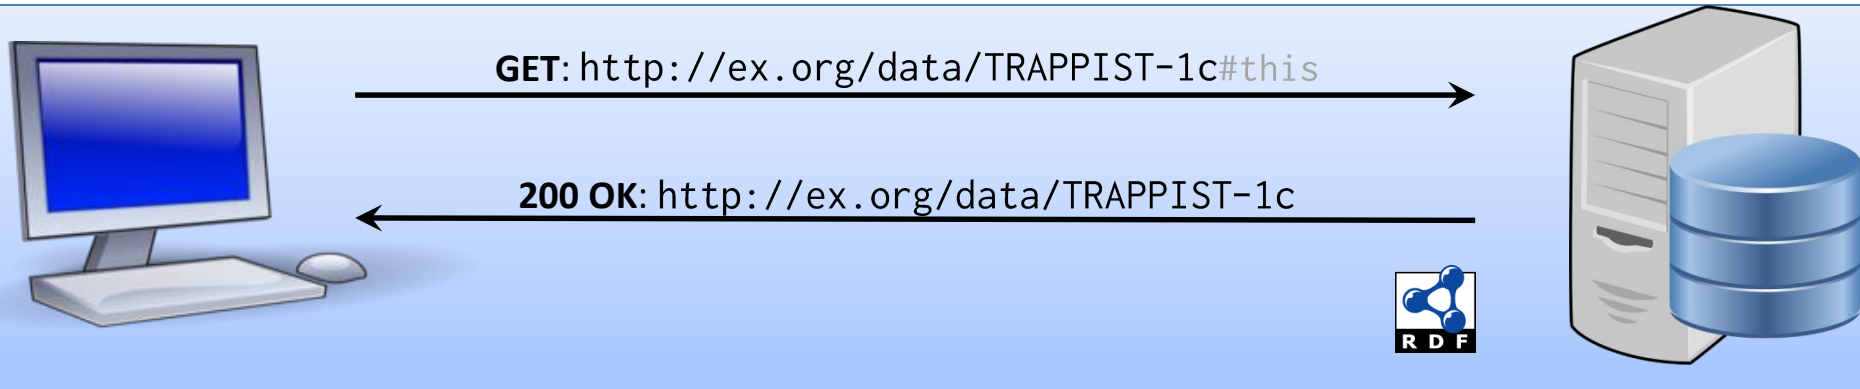 GET: http://ex.org/data/TRAPPIST-1c#this
200 OK: http://ex.org/data/TRAPPIST-1c
RDF